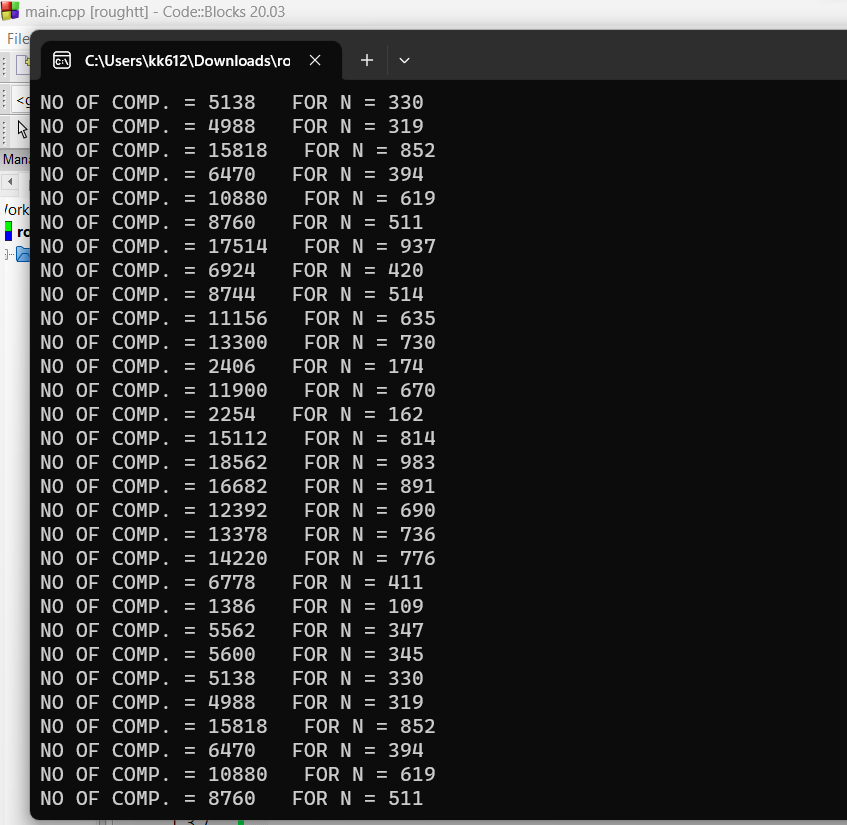 main.cpp [roughtt] - Code::Blocks 20.03
File
C:\Users\kk612\Downloads\ro
NO OF COMP. = 5138   FOR N = 330
NO OF COMP. = 4988   FOR N = 319
NO OF COMP. = 15818   FOR N = 852
NO OF COMP. = 6470   FOR N = 394
NO OF COMP. = 10880   FOR N = 619
NO OF COMP. = 8760   FOR N = 511
NO OF COMP. = 17514   FOR N = 937
NO OF COMP. = 6924   FOR N = 420
NO OF COMP. = 8744   FOR N = 514
NO OF COMP. = 11156   FOR N = 635
NO OF COMP. = 13300   FOR N = 730
NO OF COMP. = 2406   FOR N = 174
NO OF COMP. = 11900   FOR N = 670
NO OF COMP. = 2254   FOR N = 162
NO OF COMP. = 15112   FOR N = 814
NO OF COMP. = 18562   FOR N = 983
NO OF COMP. = 16682   FOR N = 891
NO OF COMP. = 12392   FOR N = 690
NO OF COMP. = 13378   FOR N = 736
NO OF COMP. = 14220   FOR N = 776
NO OF COMP. = 6778   FOR N = 411
NO OF COMP. = 1386   FOR N = 109
NO OF COMP. = 5562   FOR N = 347
NO OF COMP. = 5600   FOR N = 345
NO OF COMP. = 5138   FOR N = 330
NO OF COMP. = 4988   FOR N = 319
NO OF COMP. = 15818   FOR N = 852
NO OF COMP. = 6470   FOR N = 394
NO OF COMP. = 10880   FOR N = 619
NO OF COMP. = 8760   FOR N = 511